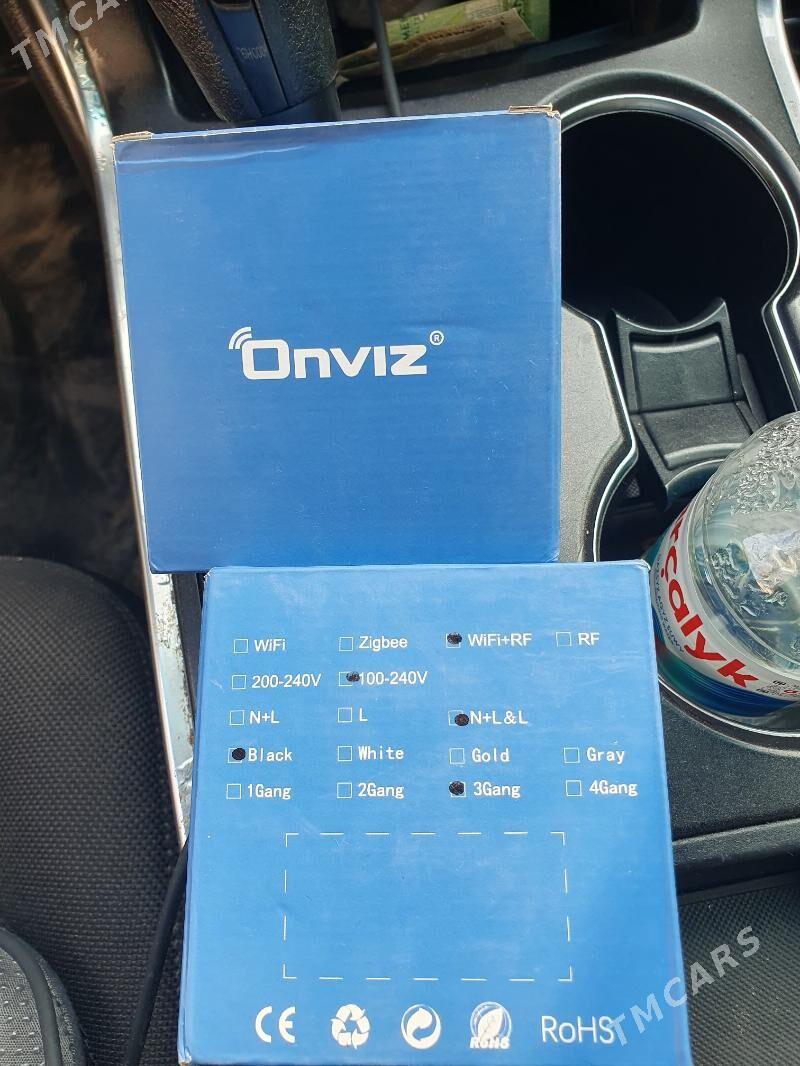 TMCARS
Onviz®
WiFi Zigbee WiFi+RF RF
200-240V 100-240V
N+L L N+L&L
Black White Gold Gray
1Gang 2Gang 3Gang 4Gang
CE RoHS
TMCARS